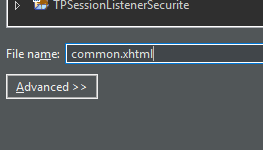 TPSessionListenerSecurite
File name: common.xhtml
Advanced >>